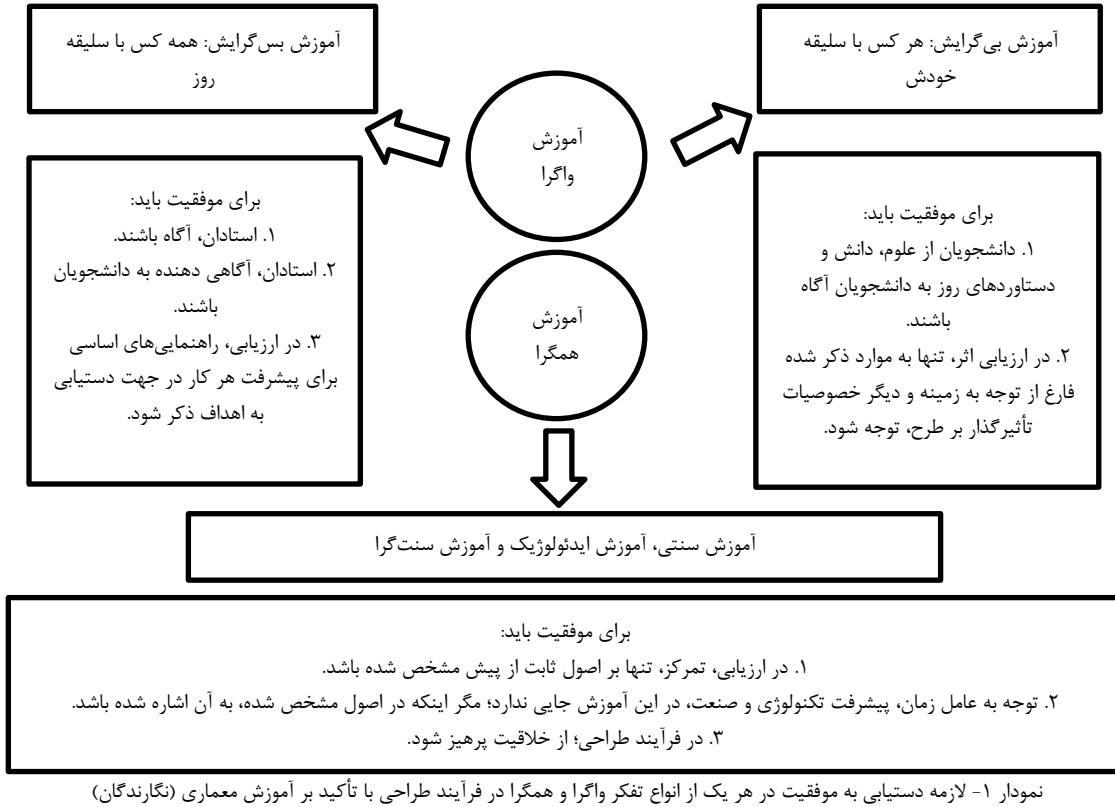 آموزش بی‌گرایش: هر کس با سلیقه
خودش
آموزش بس‌گرایش: همه کس با سلیقه
روز
آموزش
واگرا
برای موفقیت باید:
۱. دانشجویان از علوم، دانش و
دستاوردهای روز به دانشجویان آگاه
باشند.
۲. در ارزیابی اثر، تنها به موارد ذکر شده
فارغ از توجه به زمینه و دیگر خصوصیات
تأثیرگذار بر طرح، توجه شود.
برای موفقیت باید:
۱. استادان، آگاه باشند.
۲. استادان، آگاهی دهنده به دانشجویان
باشند.
۳. در ارزیابی، راهنمایی‌های اساسی
برای پیشرفت هر کار در جهت دستیابی
به اهداف ذکر شود.
آموزش
همگرا
آموزش سنتی، آموزش ایدئولوژیک و آموزش سنت‌گرا
برای موفقیت باید:
۱. در ارزیابی، تمرکز، تنها بر اصول ثابت از پیش مشخص شده باشد.
۲. توجه به عامل زمان، پیشرفت تکنولوژی و صنعت، در این آموزش جایی ندارد؛ مگر اینکه در اصول مشخص شده، به آن اشاره شده باشد.
۳. در فرآیند طراحی؛ از خلاقیت پرهیز شود.
نمودار ۱- لازمه دستیابی به موفقیت در هر یک از انواع تفکر واگرا و همگرا در فرآیند طراحی با تأکید بر آموزش معماری (نگارندگان)